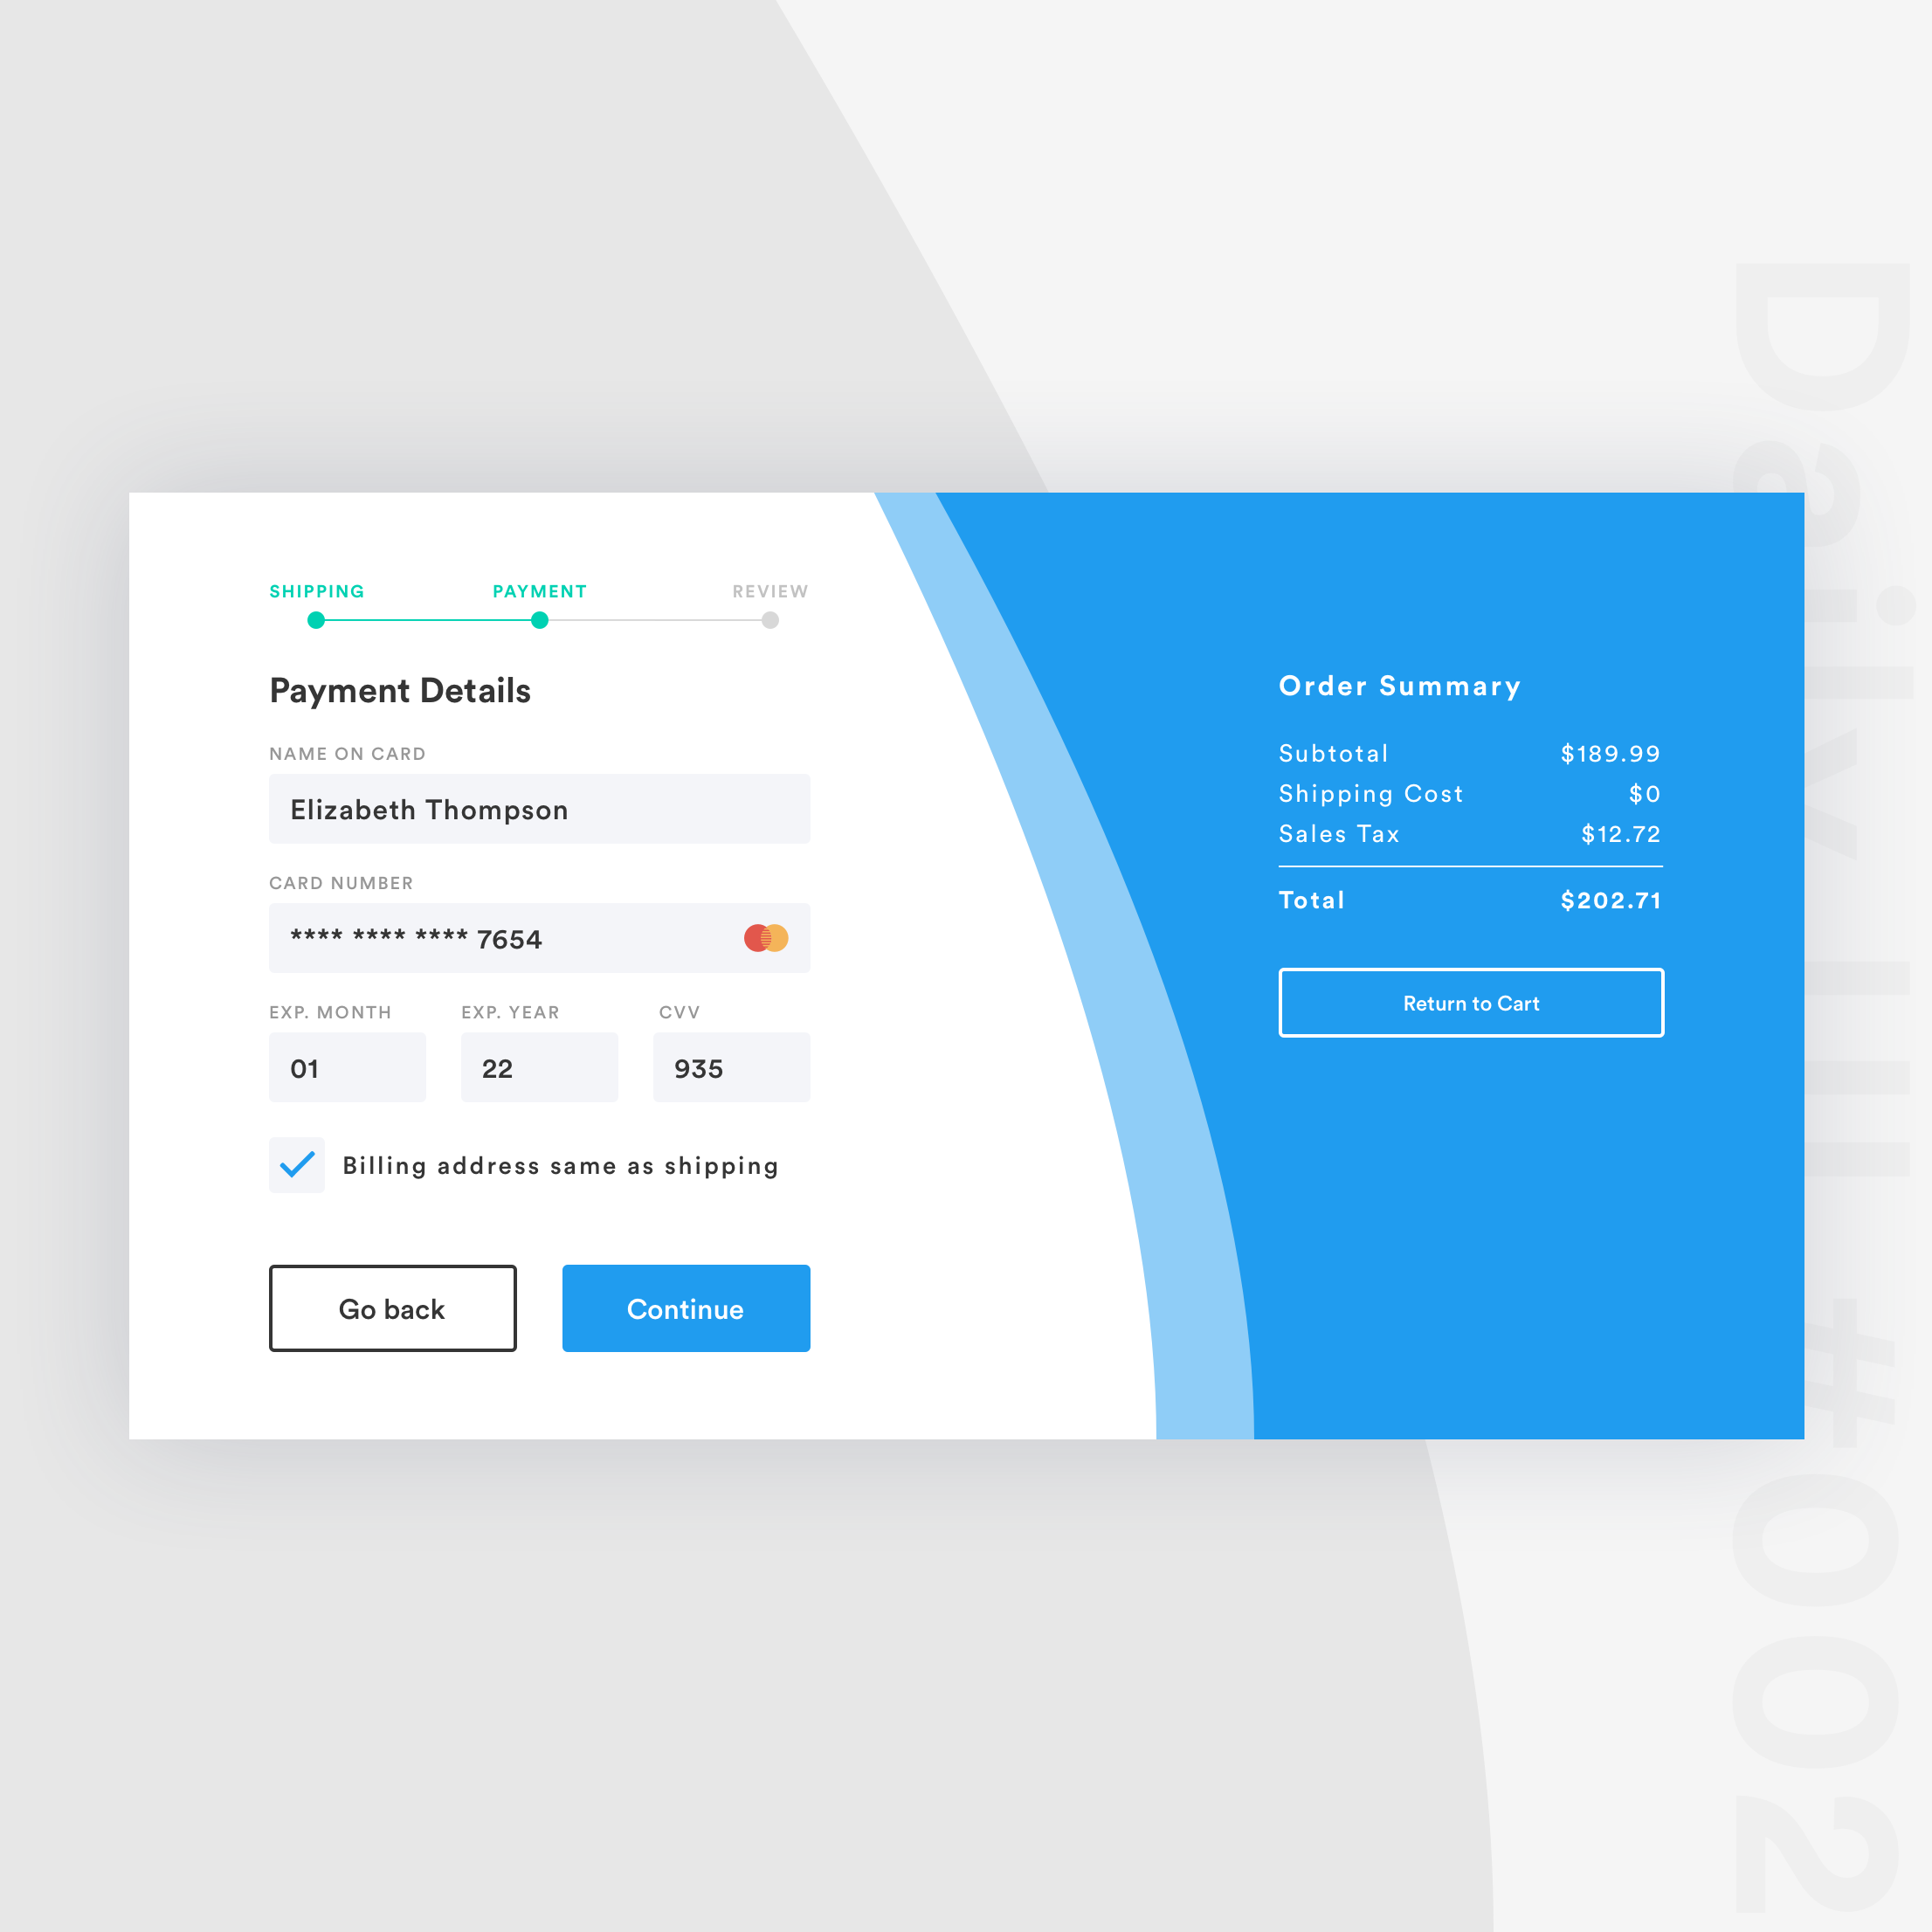 SHIPPING PAYMENT REVIEW
Payment Details
NAME ON CARD
Elizabeth Thompson
CARD NUMBER
**** **** **** 7654
EXP. MONTH EXP. YEAR CVV
01 22 935
Billing address same as shipping
Go back Continue
Order Summary
Subtotal $189.99
Shipping Cost $0
Sales Tax $12.72
Total $202.71
Return to Cart
Daily UI #002